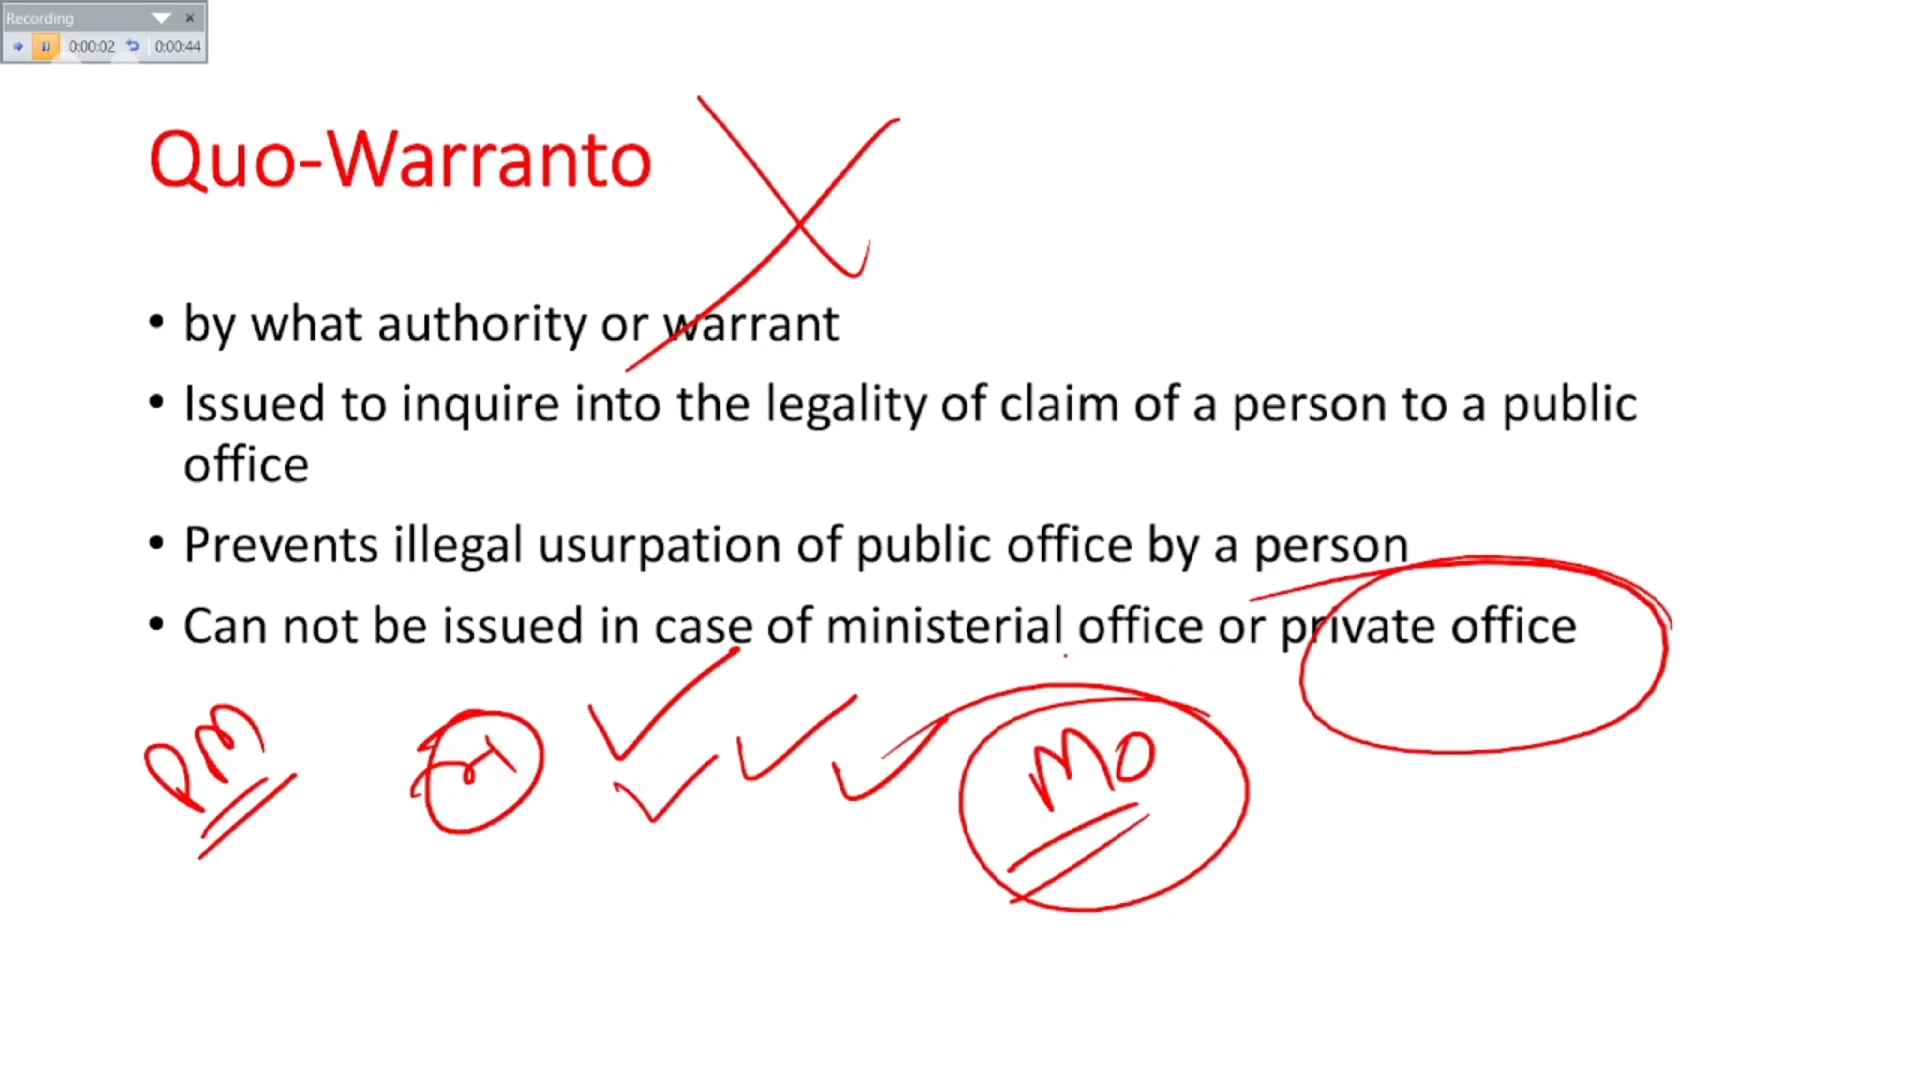 Recording
0:00:02 0:00:44
Quo-Warranto
• by what authority or warrant
• Issued to inquire into the legality of claim of a person to a public
office
• Prevents illegal usurpation of public office by a person
• Can not be issued in case of ministerial office or private office
PM
MO